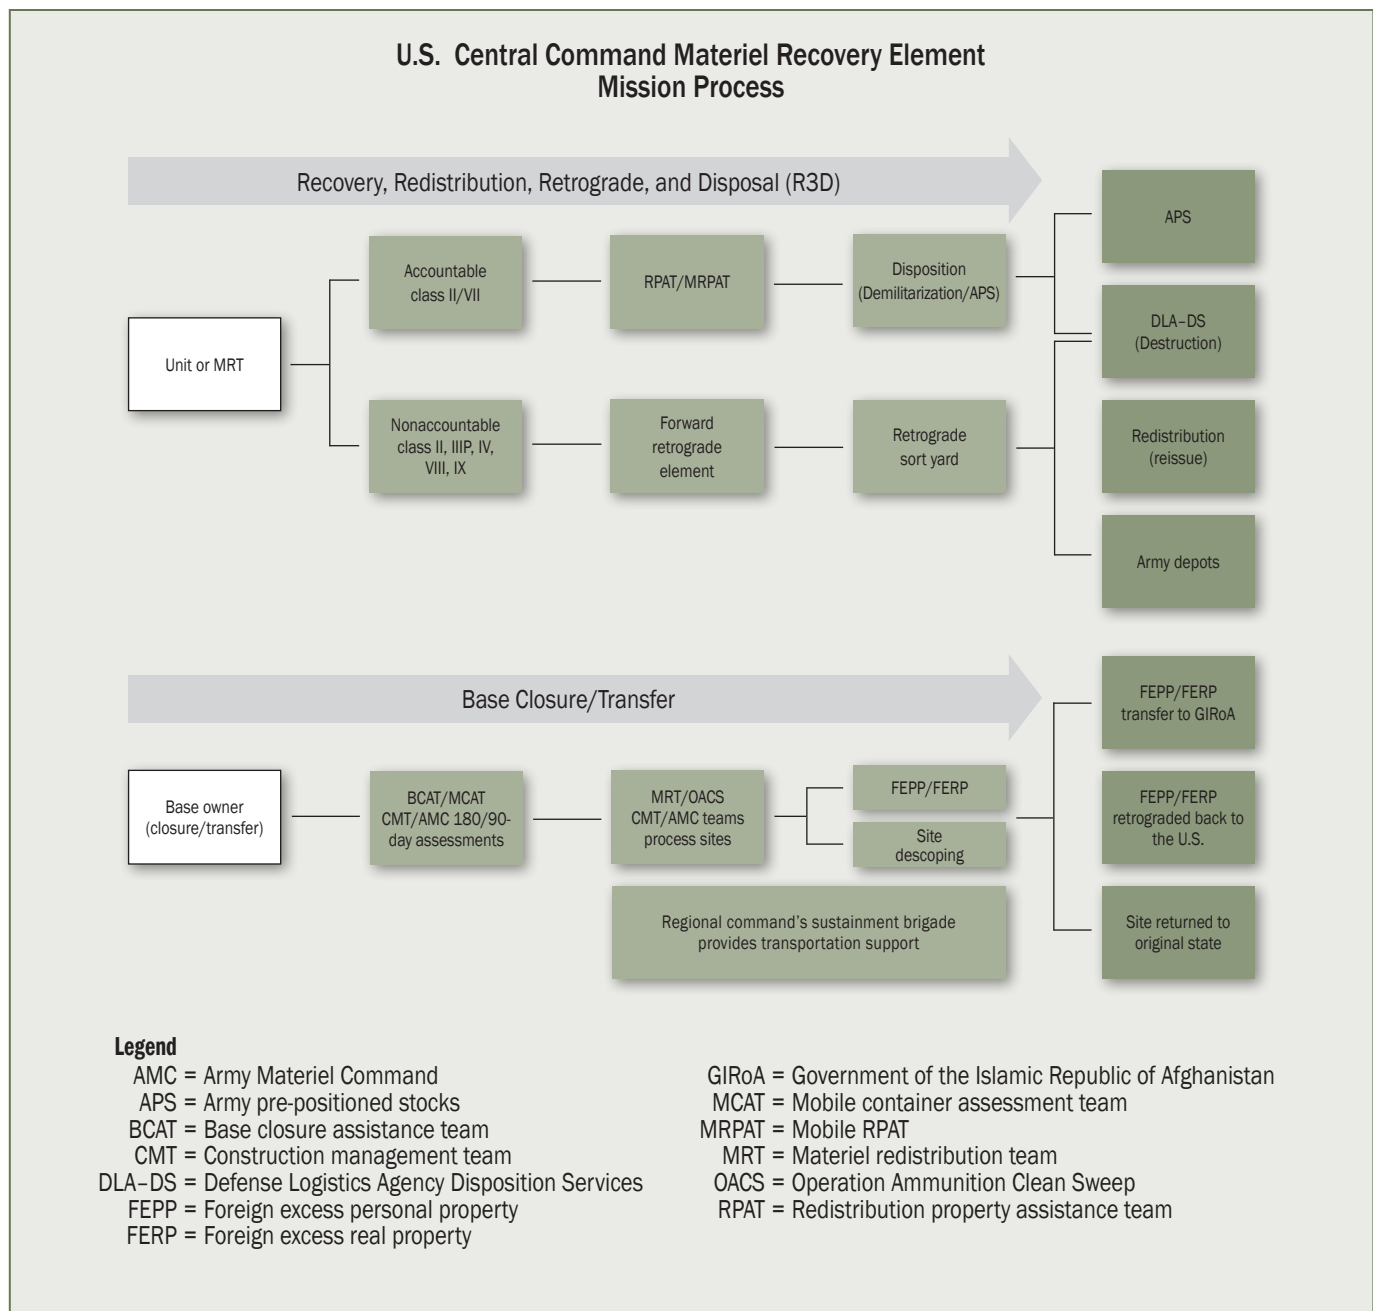 U.S. Central Command Materiel Recovery Element
Mission Process
Recovery, Redistribution, Retrograde, and Disposal (R3D)
Unit or MRT
Accountable
class II/VII
RPAT/MRPAT
Disposition
(Demilitarization/APS)
Nonaccountable
class II, IIIP, IV,
VIII, IX
Forward
retrograde
element
Retrograde
sort yard
APS
DLA–DS
(Destruction)
Redistribution
(reissue)
Army depots
Base Closure/Transfer
Base owner
(closure/transfer)
BCAT/MCAT
CMT/AMC 180/90-
day assessments
MRT/OACS
CMT/AMC teams
process sites
FEPP/FERP
Site
descoping
Regional command’s sustainment brigade
provides transportation support
FEPP/FERP
transfer to GIRoA
FEPP/FERP
retrograded back to
the U.S.
Site returned to
original state
Legend
AMC = Army Materiel Command
APS = Army pre-positioned stocks
BCAT = Base closure assistance team
CMT = Construction management team
DLA–DS = Defense Logistics Agency Disposition Services
FEPP = Foreign excess personal property
FERP = Foreign excess real property
GIRoA = Government of the Islamic Republic of Afghanistan
MCAT = Mobile container assessment team
MRPAT = Mobile RPAT
MRT = Materiel redistribution team
OACS = Operation Ammunition Clean Sweep
RPAT = Redistribution property assistance team